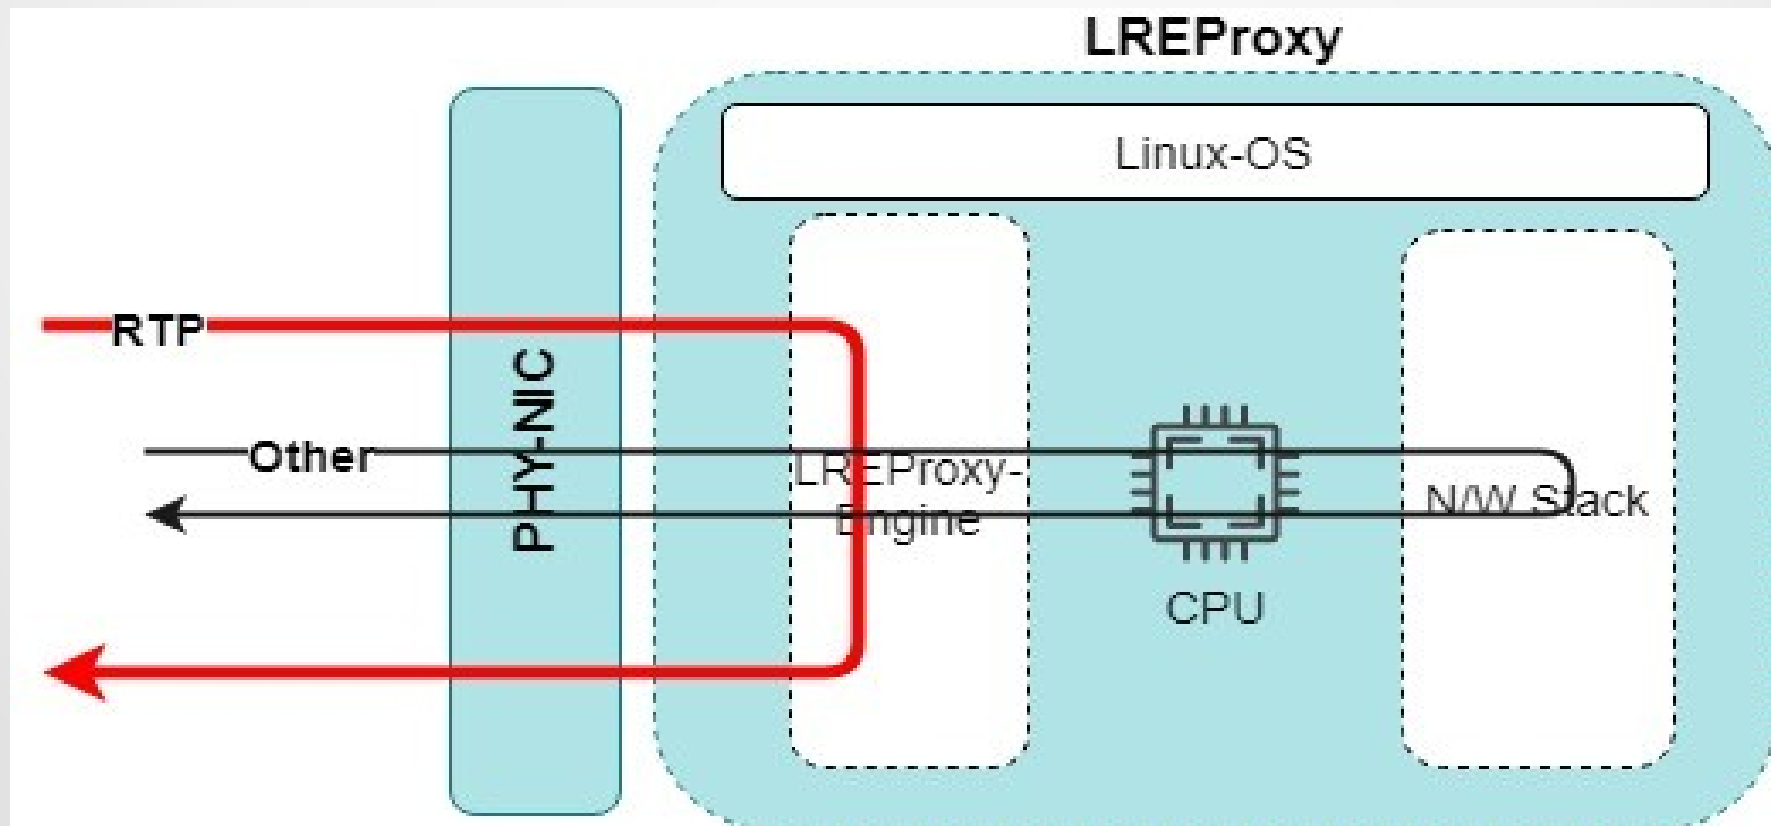 LREProxy
Linux-OS
RTP
PHY-NIC
Other
LREProxy-
Engine
N/W Stack
CPU